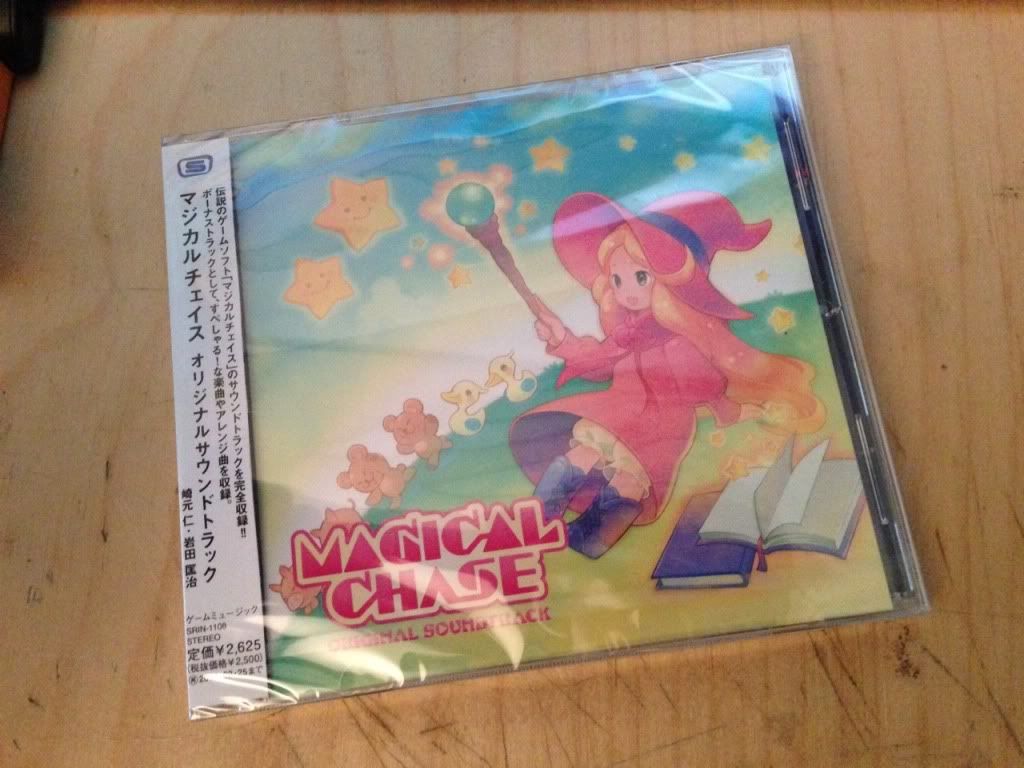 S
伝説のゲームソフト「マジカルチェイス」のサウンドトラックを完全収録!!
ボーナストラックとして、すぺしゃる!な楽曲やアレンジ曲を収録。
マジカルチェイス オリジナルサウンドトラック
崎元 仁・岩田 匡治
ゲームミュージック
SRIN-1108
STEREO
定価¥2,625
(税抜価格¥2,500)
25まで
MAGICAL
CHASE
ORIGINAL SOUNDTRACK